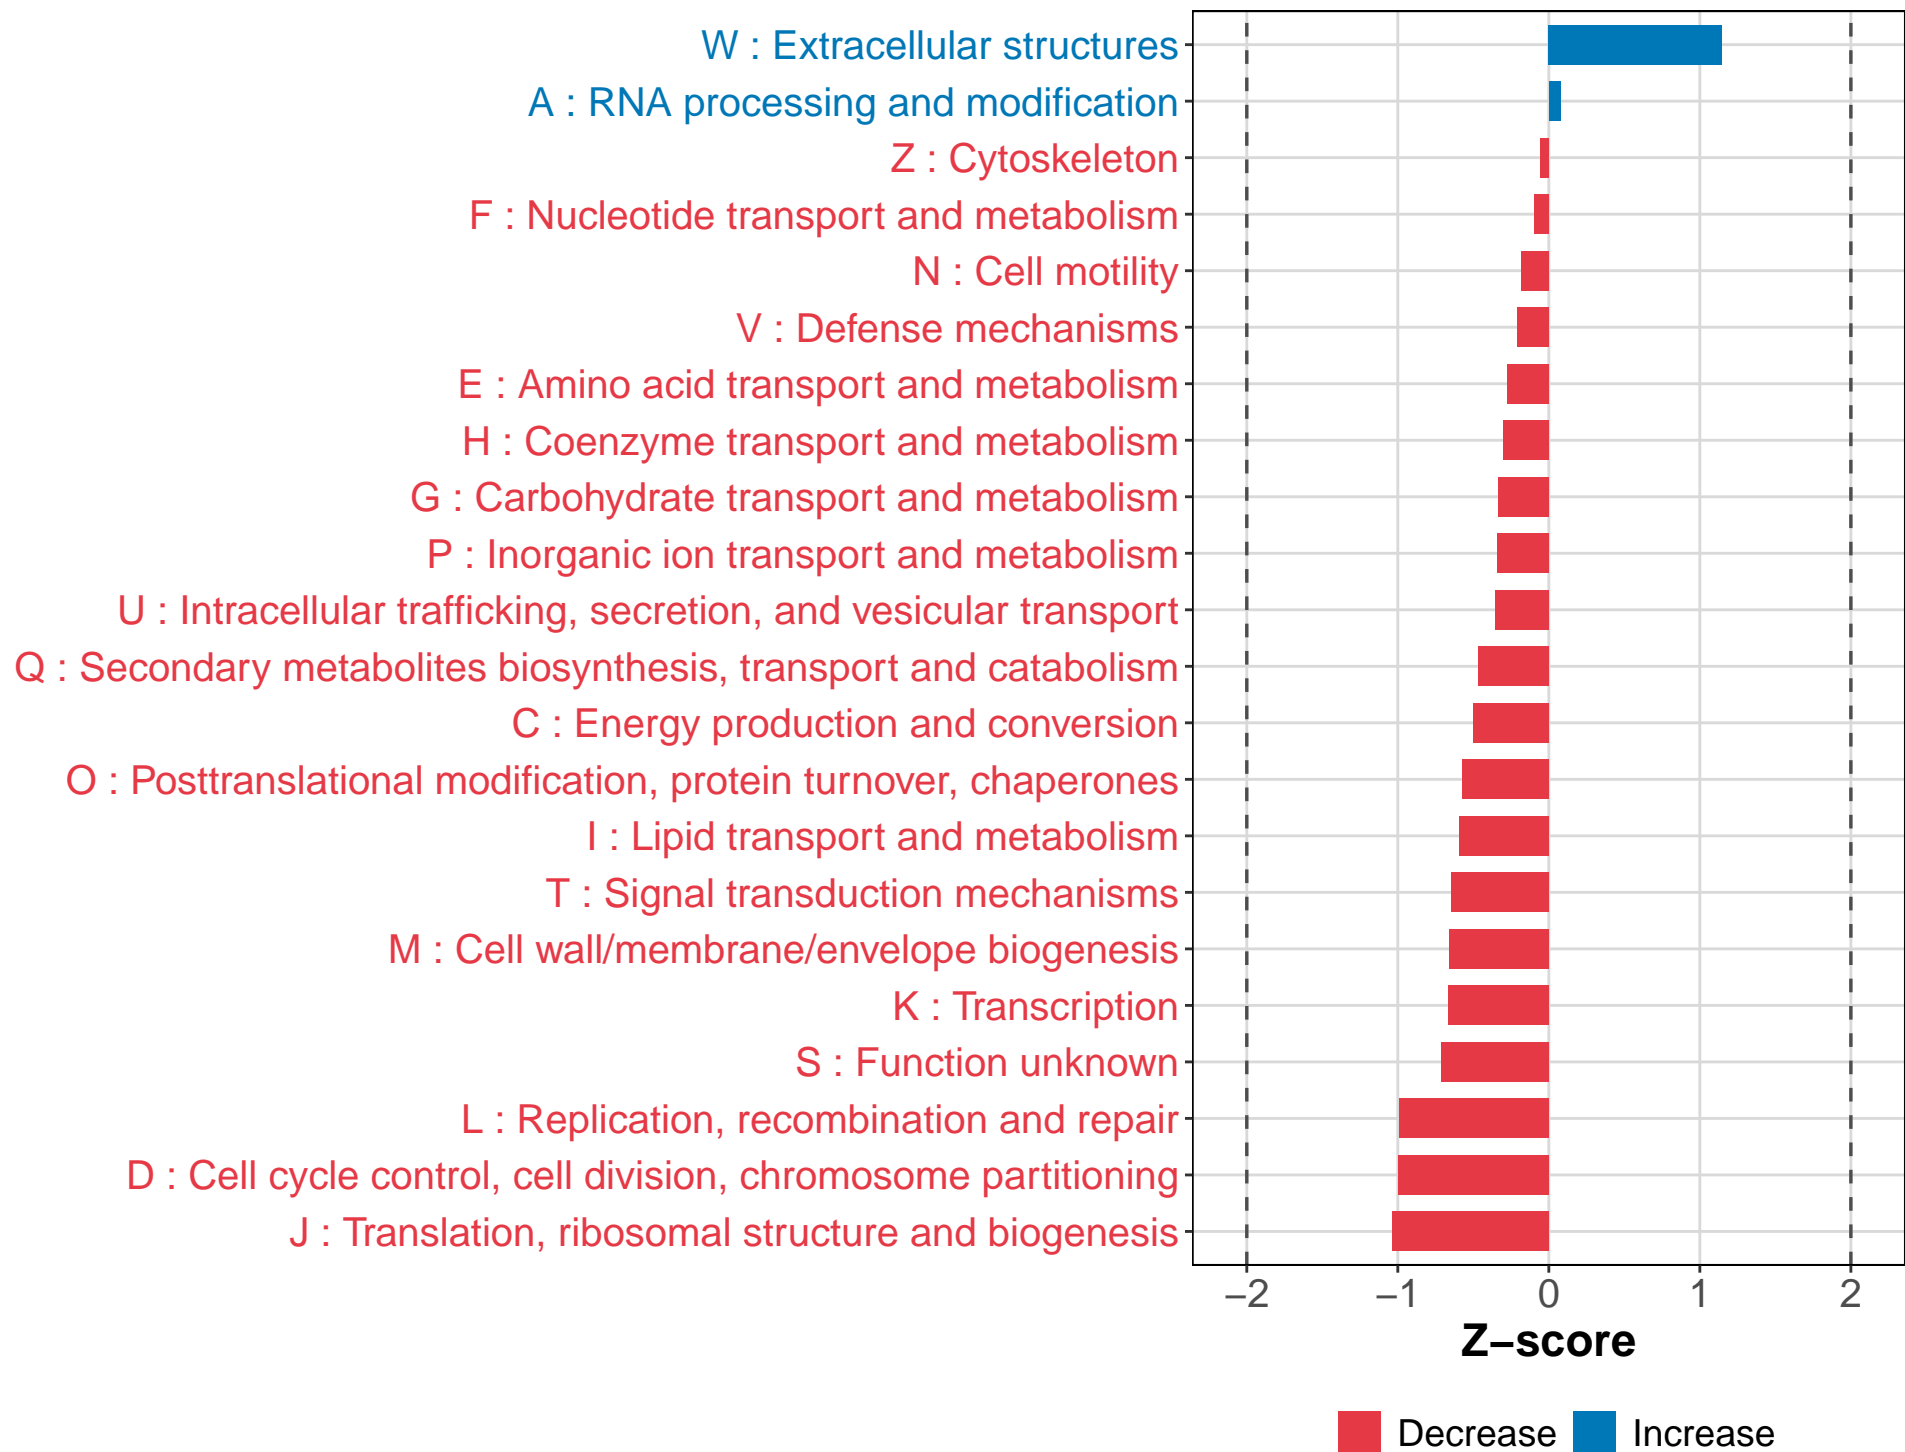 W : Extracellular structures
A : RNA processing and modification
Z : Cytoskeleton
F : Nucleotide transport and metabolism
N : Cell motility
V : Defense mechanisms
E : Amino acid transport and metabolism
H : Coenzyme transport and metabolism
G : Carbohydrate transport and metabolism
P : Inorganic ion transport and metabolism
U : Intracellular trafficking, secretion, and vesicular transport
Q : Secondary metabolites biosynthesis, transport and catabolism
C : Energy production and conversion
O : Posttranslational modification, protein turnover, chaperones
I : Lipid transport and metabolism
T : Signal transduction mechanisms
M : Cell wall/membrane/envelope biogenesis
K : Transcription
S : Function unknown
L : Replication, recombination and repair
D : Cell cycle control, cell division, chromosome partitioning
J : Translation, ribosomal structure and biogenesis
−2 −1 0 1 2
Z−score
Decrease Increase